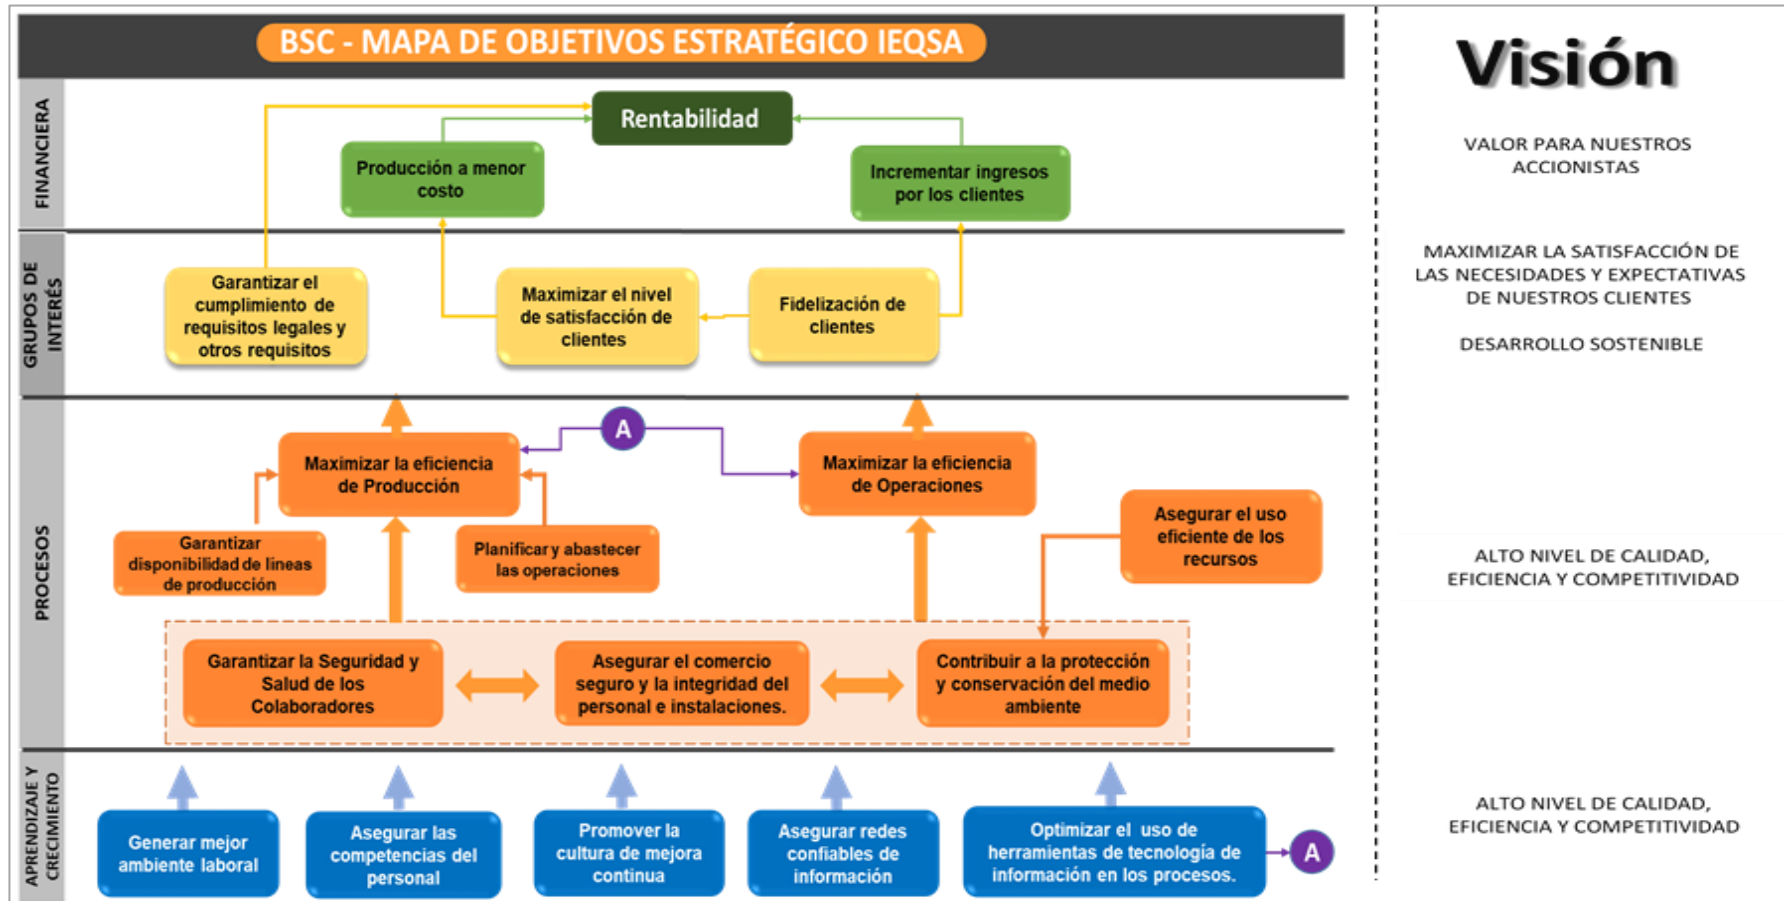 BSC - MAPA DE OBJETIVOS ESTRATÉGICO IEQSA
Visión
FINANCIERA
Rentabilidad
Producción a menor
costo
Incrementar ingresos
por los clientes
VALOR PARA NUESTROS
ACCIONISTAS
GRUPOS DE
INTERÉS
Garantizar el
cumplimiento de
requisitos legales y
otros requisitos
Maximizar el nivel
de satisfacción de
clientes
Fidelización de
clientes
MAXIMIZAR LA SATISFACCIÓN DE
LAS NECESIDADES Y EXPECTATIVAS
DE NUESTROS CLIENTES
DESARROLLO SOSTENIBLE
PROCESOS
A
Maximizar la eficiencia
de Producción
Maximizar la eficiencia
de Operaciones
Garantizar
disponibilidad de lineas
de producción
Planificar y abastecer
las operaciones
Asegurar el uso
eficiente de los
recursos
ALTO NIVEL DE CALIDAD,
EFICIENCIA Y COMPETITIVIDAD
Garantizar la Seguridad y
Salud de los
Colaboradores
Asegurar el comercio
seguro y la integridad del
personal e instalaciones.
Contribuir a la protección
y conservación del medio
ambiente
APRENDIZAJE Y
CRECIMIENTO
Generar mejor
ambiente laboral
Asegurar las
competencias del
personal
Promover la
cultura de mejora
continua
Asegurar redes
confiables de
información
Optimizar el uso de
herramientas de tecnología de
información en los procesos.
A
ALTO NIVEL DE CALIDAD,
EFICIENCIA Y COMPETITIVIDAD